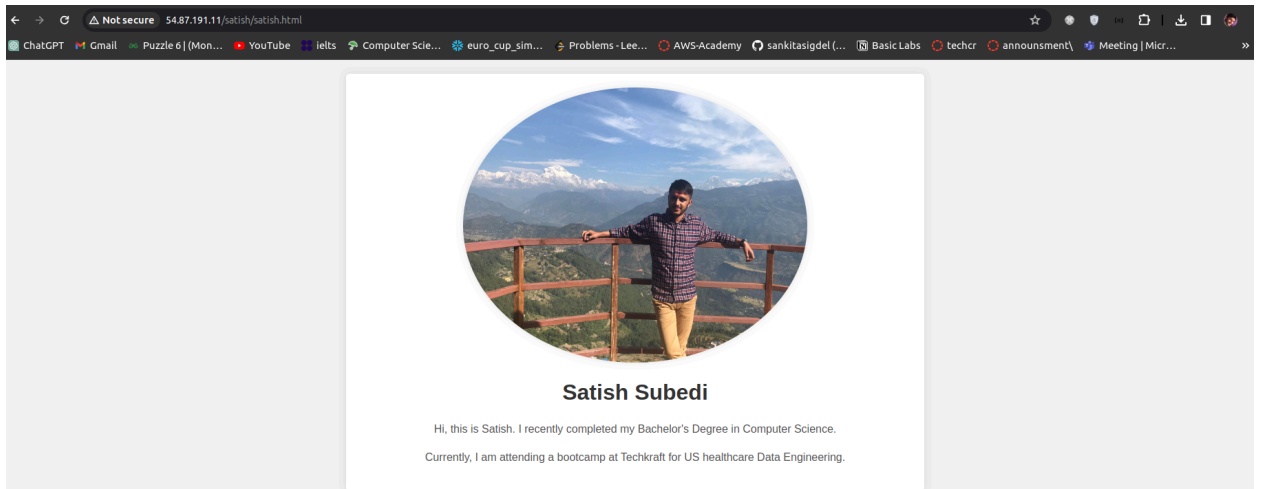 Not secure 54.87.191.11/satish/satish.html
ChatGPT Gmail Puzzle 6 | (Mon... YouTube ielts Computer Scie... euro_cup_sim... Problems - Lee... AWS-Academy sankitasigdel (... Basic Labs techcr announsment\ Meeting | Micr... »
Satish Subedi
Hi, this is Satish. I recently completed my Bachelor's Degree in Computer Science.
Currently, I am attending a bootcamp at Techkraft for US healthcare Data Engineering.